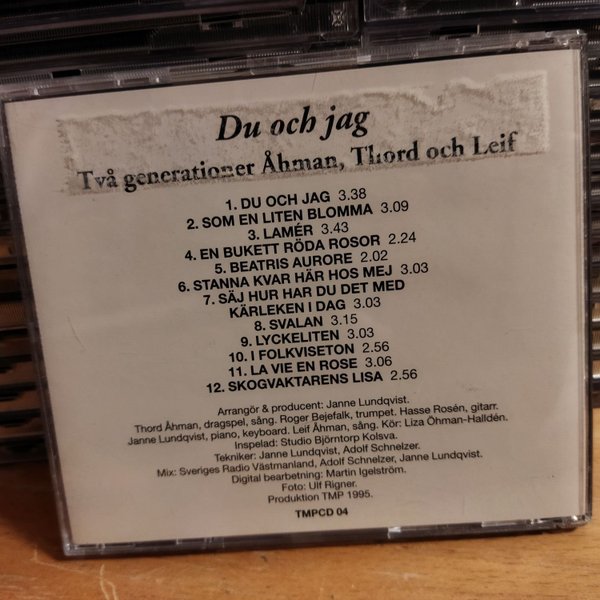 Du och jag
Två generationer Åhman, Thord och Leif
1. DU OCH JAG 3.38
2. SOM EN LITEN BLOMMA 3.09
3. LAMÉR 3.43
4. EN BUKETT RÖDA ROSOR 2.24
5. BEATRIS AURORE 2.02
6. STANNA KVAR HÄR HOS MEJ 3.03
7. SÄJ HUR HAR DU DET MED
KÄRLEKEN I DAG 3.03
8. SVALAN 3.15
9. LYCKELITEN 3.03
10. I FOLKVISETON 2.56
11. LA VIE EN ROSE 3.06
12. SKOGVAKTARENS LISA 2.56
Arrangör & producent: Janne Lundqvist.
Thord Åhman, dragspel, sång. Roger Bejefalk, trumpet. Hasse Rosén, gitarr.
Janne Lundqvist, piano, keyboard. Leif Åhman, sång. Kör: Liza Öhman-Halldén.
Inspelad: Studio Björntorp Kolsva.
Tekniker: Janne Lundqvist, Adolf Schnelzer.
Mix: Sveriges Radio Västmanland, Adolf Schnelzer, Janne Lundqvist.
Digital bearbetning: Martin Igelström.
Foto: Ulf Rigner.
Produktion TMP 1995.
TMPCD 04